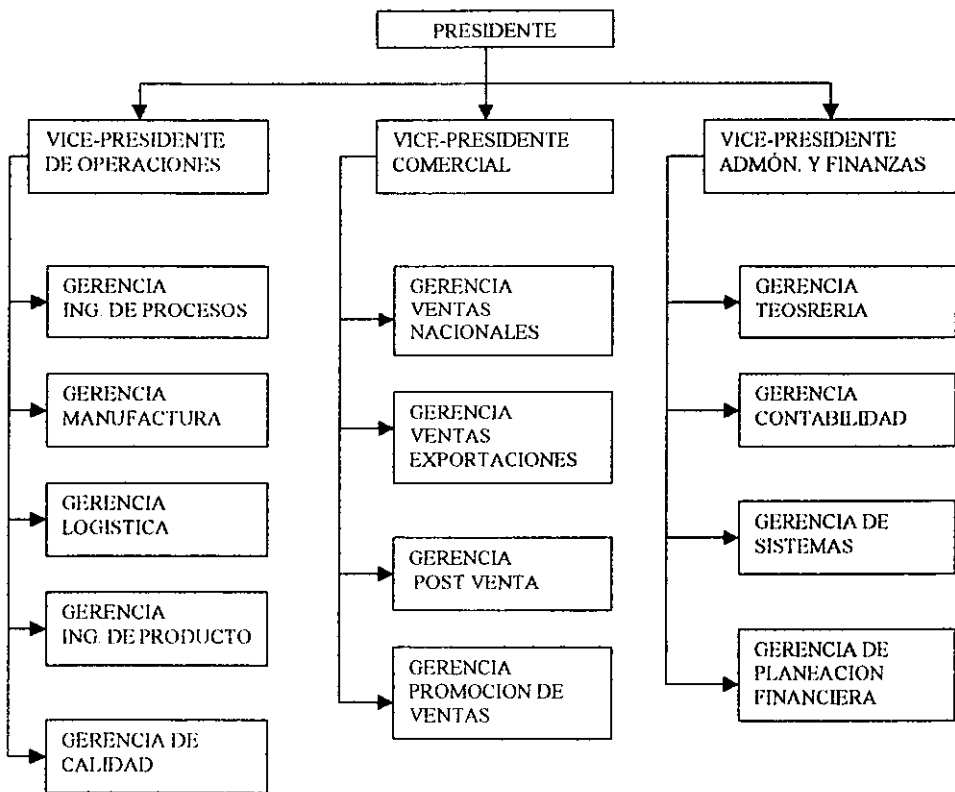 PRESIDENTE
VICE-PRESIDENTE
DE OPERACIONES
VICE-PRESIDENTE
COMERCIAL
VICE-PRESIDENTE
ADMÓN. Y FINANZAS
GERENCIA
ING. DE PROCESOS
GERENCIA
MANUFACTURA
GERENCIA
LOGISTICA
GERENCIA
ING. DE PRODUCTO
GERENCIA DE
CALIDAD
GERENCIA
VENTAS
NACIONALES
GERENCIA
VENTAS
EXPORTACIONES
GERENCIA
POST VENTA
GERENCIA
PROMOCION DE
VENTAS
GERENCIA
TEOSRERIA
GERENCIA
CONTABILIDAD
GERENCIA DE
SISTEMAS
GERENCIA DE
PLANEACION
FINANCIERA